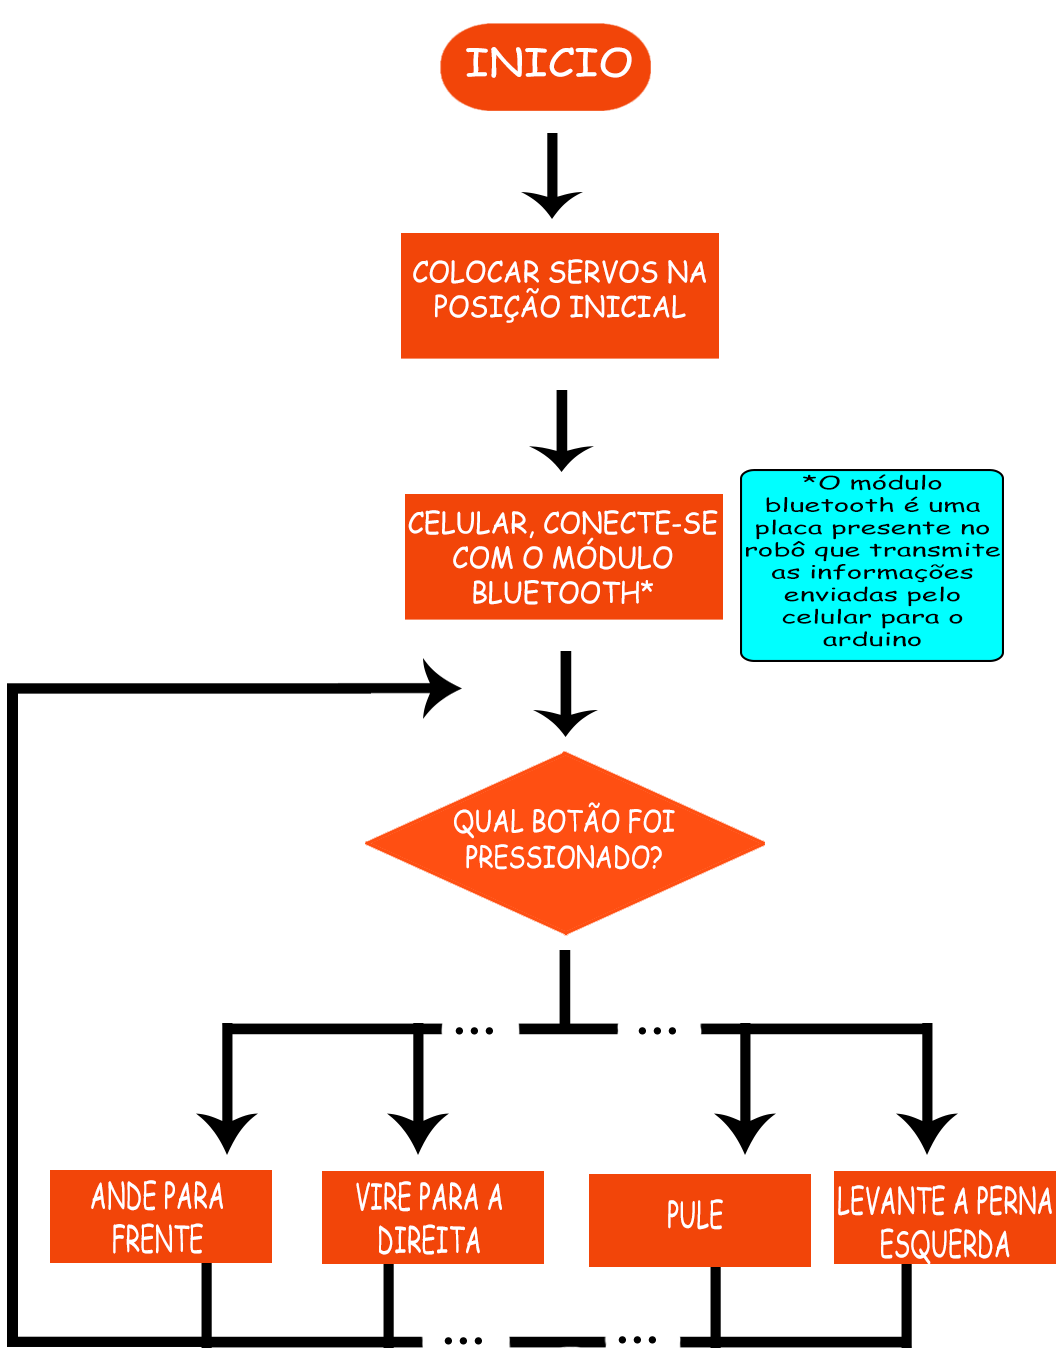 INICIO
COLOCAR SERVOS NA
POSIÇÃO INICIAL
CELULAR, CONECTE-SE
COM O MÓDULO
BLUETOOTH*
*O módulo
bluetooth é uma
placa presente no
robô que transmite
as informações
enviadas pelo
celular para o
arduino
QUAL BOTÃO FOI
PRESSIONADO?
... ...
ANDE PARA
FRENTE
VIRE PARA A
DIREITA
PULE
LEVANTE A PERNA
ESQUERDA
... ...